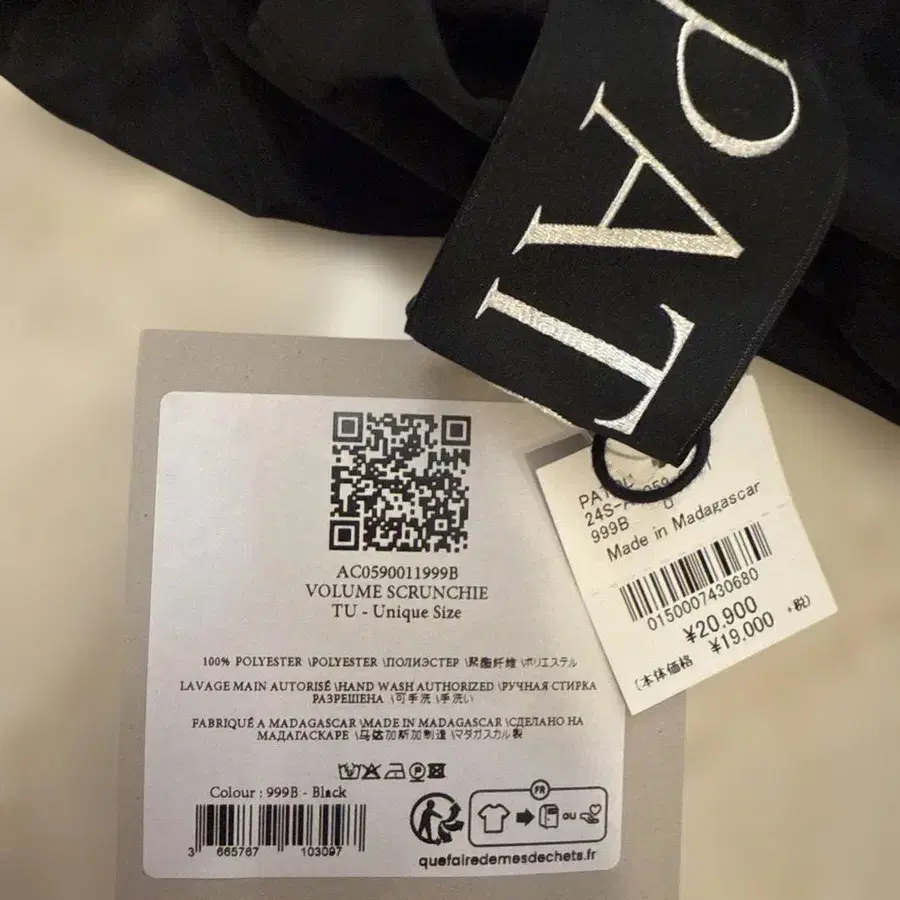 PAT
AC0590011999B
VOLUME SCRUNCHIE
TU - Unique Size
100% POLYESTER \POLYESTER \ПОЛИЭСТЕР \聚酯纤维 \ポリエステル
LAVAGE MAIN AUTORISÉ \HAND WASH AUTHORIZED \РУЧНАЯ СТИРКА
РАЗРЕШЕНА \可手洗 \手洗い
FABRIQUÉ A MADAGASCAR \MADE IN MADAGASCAR \СДЕЛАНО НА
МАДАГАСКАРЕ \马达加斯加制造 \マダガスカル製
Colour : 999B - Black
3 665767 103097
FR
ou
quefairedemesdechets.fr
999B
Made in Madagascar
0150007430680
¥20,900
(本体価格 ¥19,000 +税)